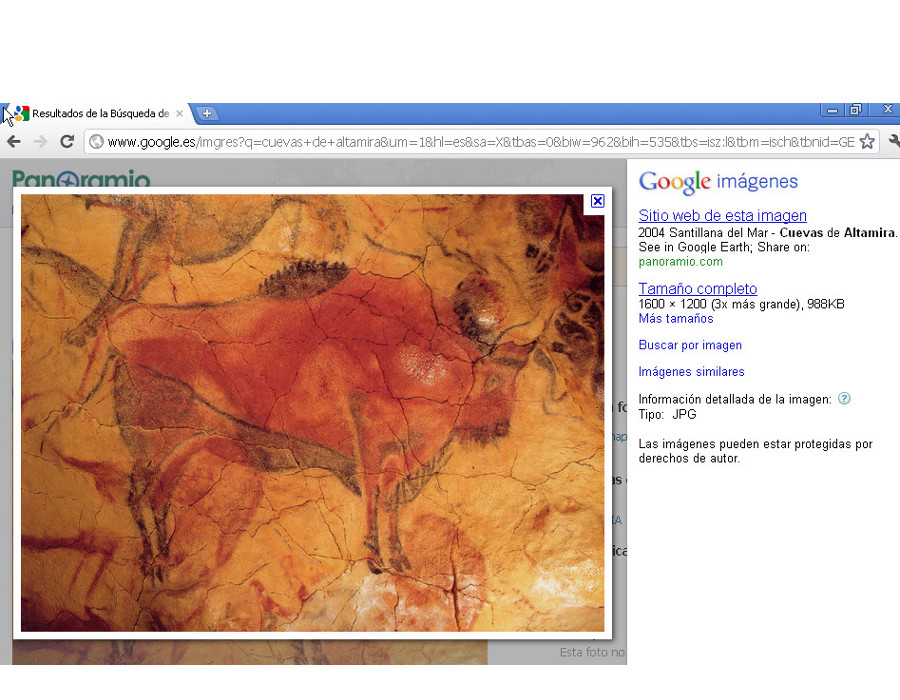 Resultados de la Búsqueda de
www.google.es/imgres?q=cuevas+de+altamira&um=1&hl=es&sa=X&tbas=0&biw=962&bih=535&tbs=isz:l&tbm=isch&tbnid=GE
Panoramio
Google imágenes
Sitio web de esta imagen
2004 Santillana del Mar - Cuevas de Altamira.
See in Google Earth; Share on:
panoramio.com
Tamaño completo
1600 × 1200 (3x más grande), 988KB
Más tamaños
Buscar por imagen
Imágenes similares
Información detallada de la imagen: ?
Tipo: JPG
Las imágenes pueden estar protegidas por
derechos de autor.
Esta foto no